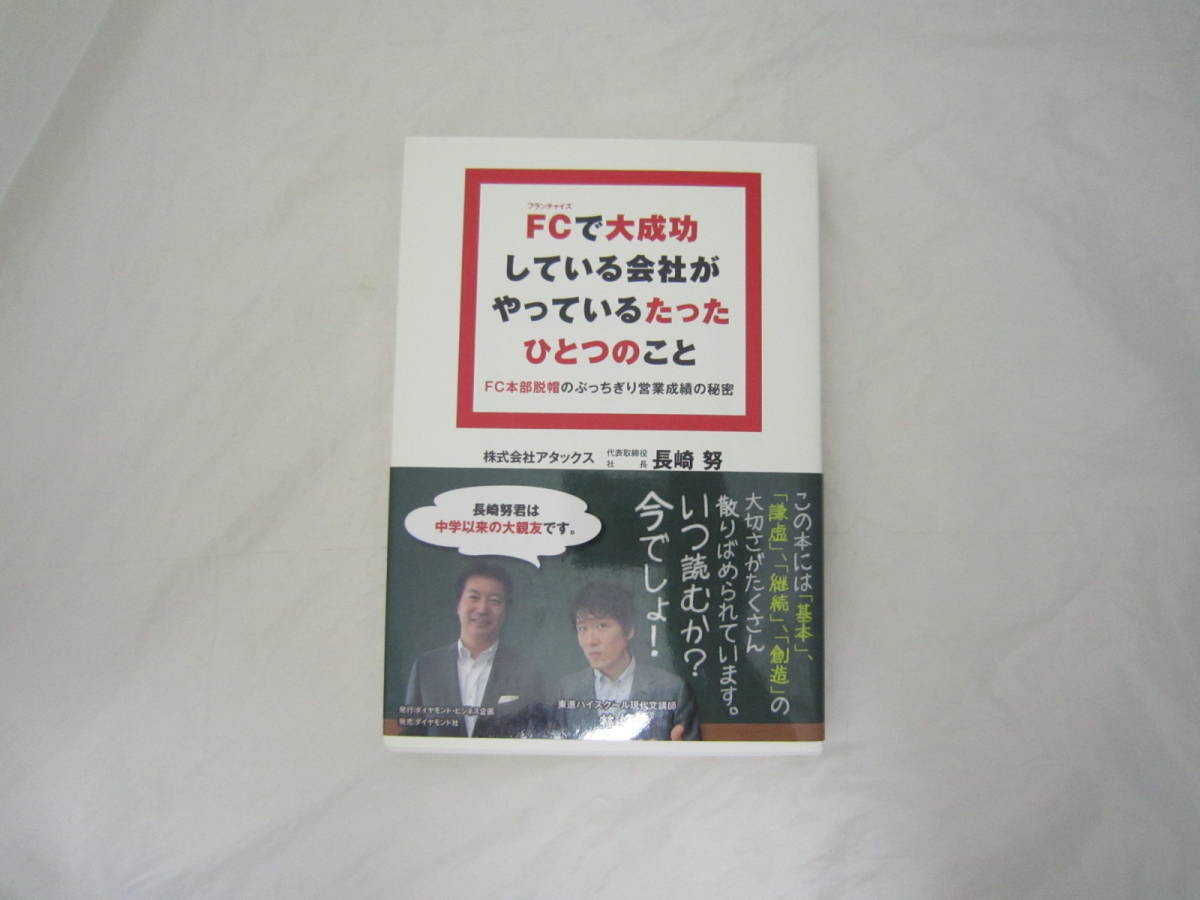 フランチャイズ
FCで大成功
している会社が
やっているたった
ひとつのこと
FC本部脱帽のぶっちぎり営業成績の秘密
株式会社アタックス 代表取締役社長 長崎 努
長崎努君は
中学以来の大親友です。
この本には「基本」、
「謙虚」、「継続」、「創造」の
大切さがたくさん
散りばめられています。
いつ読むか?
今でしょ!
東進ハイスクール現代文講師
発行:ダイヤモンド・ビジネス企画
発売:ダイヤモンド社